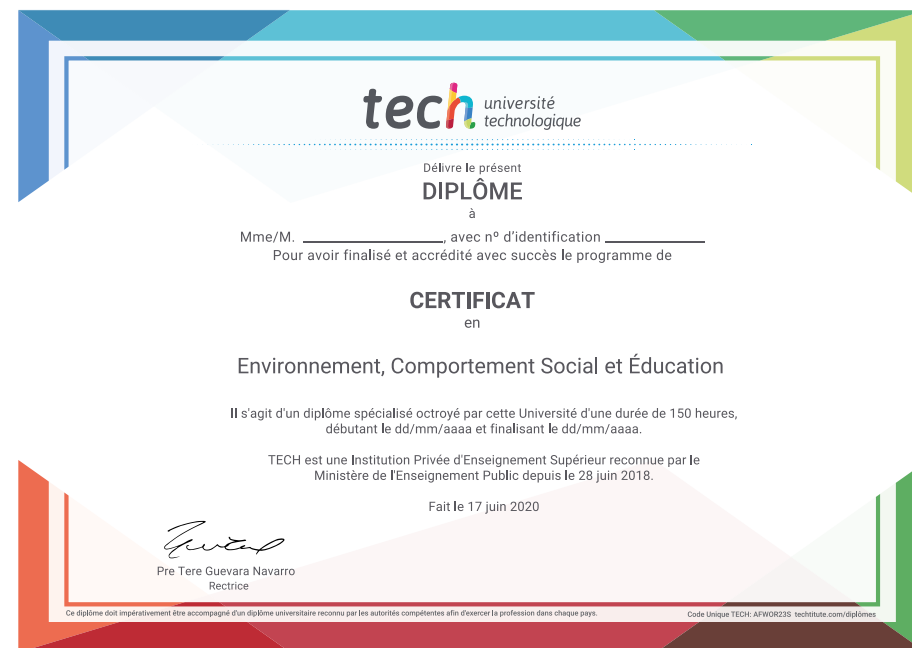 tech université
technologique
Délivre le présent
DIPLÔME
à
Mme/M. ____________________, avec nº d'identification ______________
Pour avoir finalisé et accrédité avec succès le programme de
CERTIFICAT
en
Environnement, Comportement Social et Éducation
Il s'agit d'un diplôme spécialisé octroyé par cette Université d'une durée de 150 heures,
débutant le dd/mm/aaaa et finalisant le dd/mm/aaaa.
TECH est une Institution Privée d'Enseignement Supérieur reconnue par le
Ministère de l'Enseignement Public depuis le 28 juin 2018.
Fait le 17 juin 2020
Pre Tere Guevara Navarro
Rectrice
Ce diplôme doit impérativement être accompagné d'un diplôme universitaire reconnu par les autorités compétentes afin d'exercer la profession dans chaque pays.
Code Unique TECH: AFWOR23S techtitute.com/diplômes